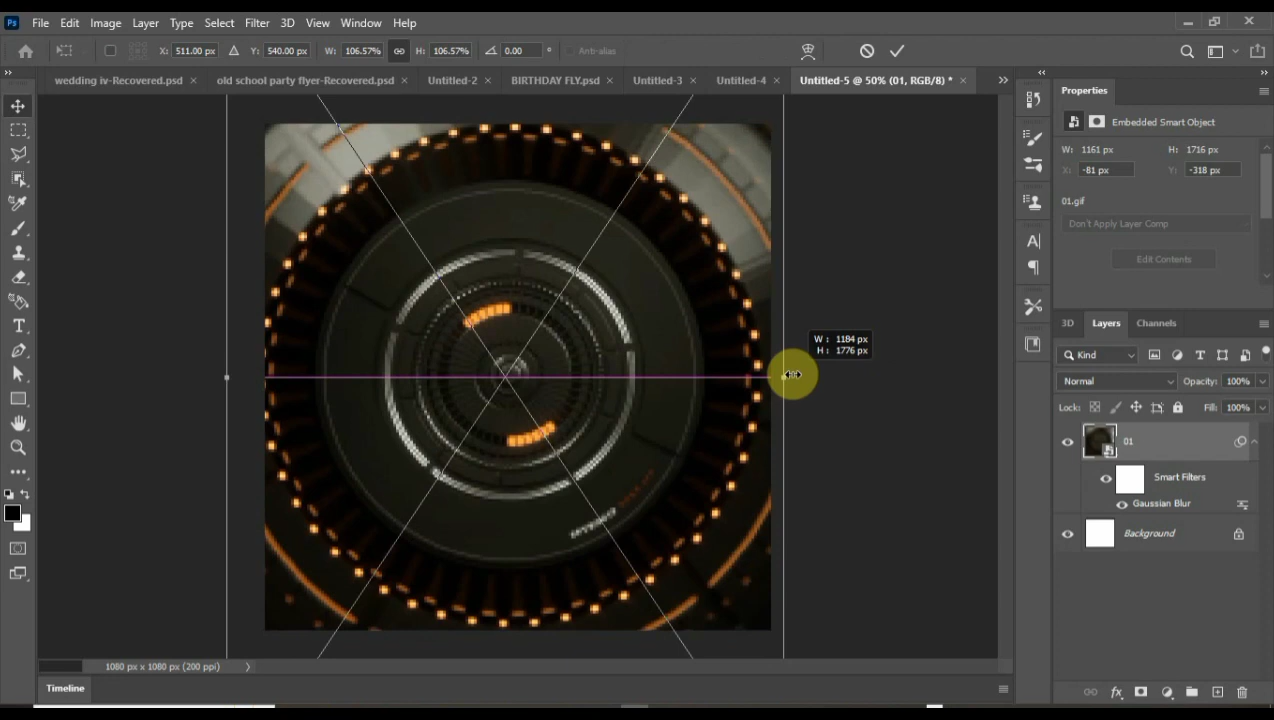 Ps File Edit Image Layer Type Select Filter 3D View Window Help
X: 511.00 px Y: 540.00 px W: 106.57% H: 106.57% 0.00 ° Anti-alias
wedding iv-Recovered.psd × old school party flyer-Recovered.psd × Untitled-2 × BIRTHDAY FLY.psd × Untitled-3 × Untitled-4 × Untitled-5 @ 50% (01, RGB/8) * ×
Properties
Embedded Smart Object
W: 1161 px H: 1716 px
X: -81 px Y: -318 px
01.gif
Don't Apply Layer Comp
Edit Contents
W : 1184 px
H : 1776 px
3D Layers Channels
Kind
Normal Opacity: 100%
Lock: Fill: 100%
01
Smart Filters
Gaussian Blur
Background
1080 px x 1080 px (200 ppi)
Timeline